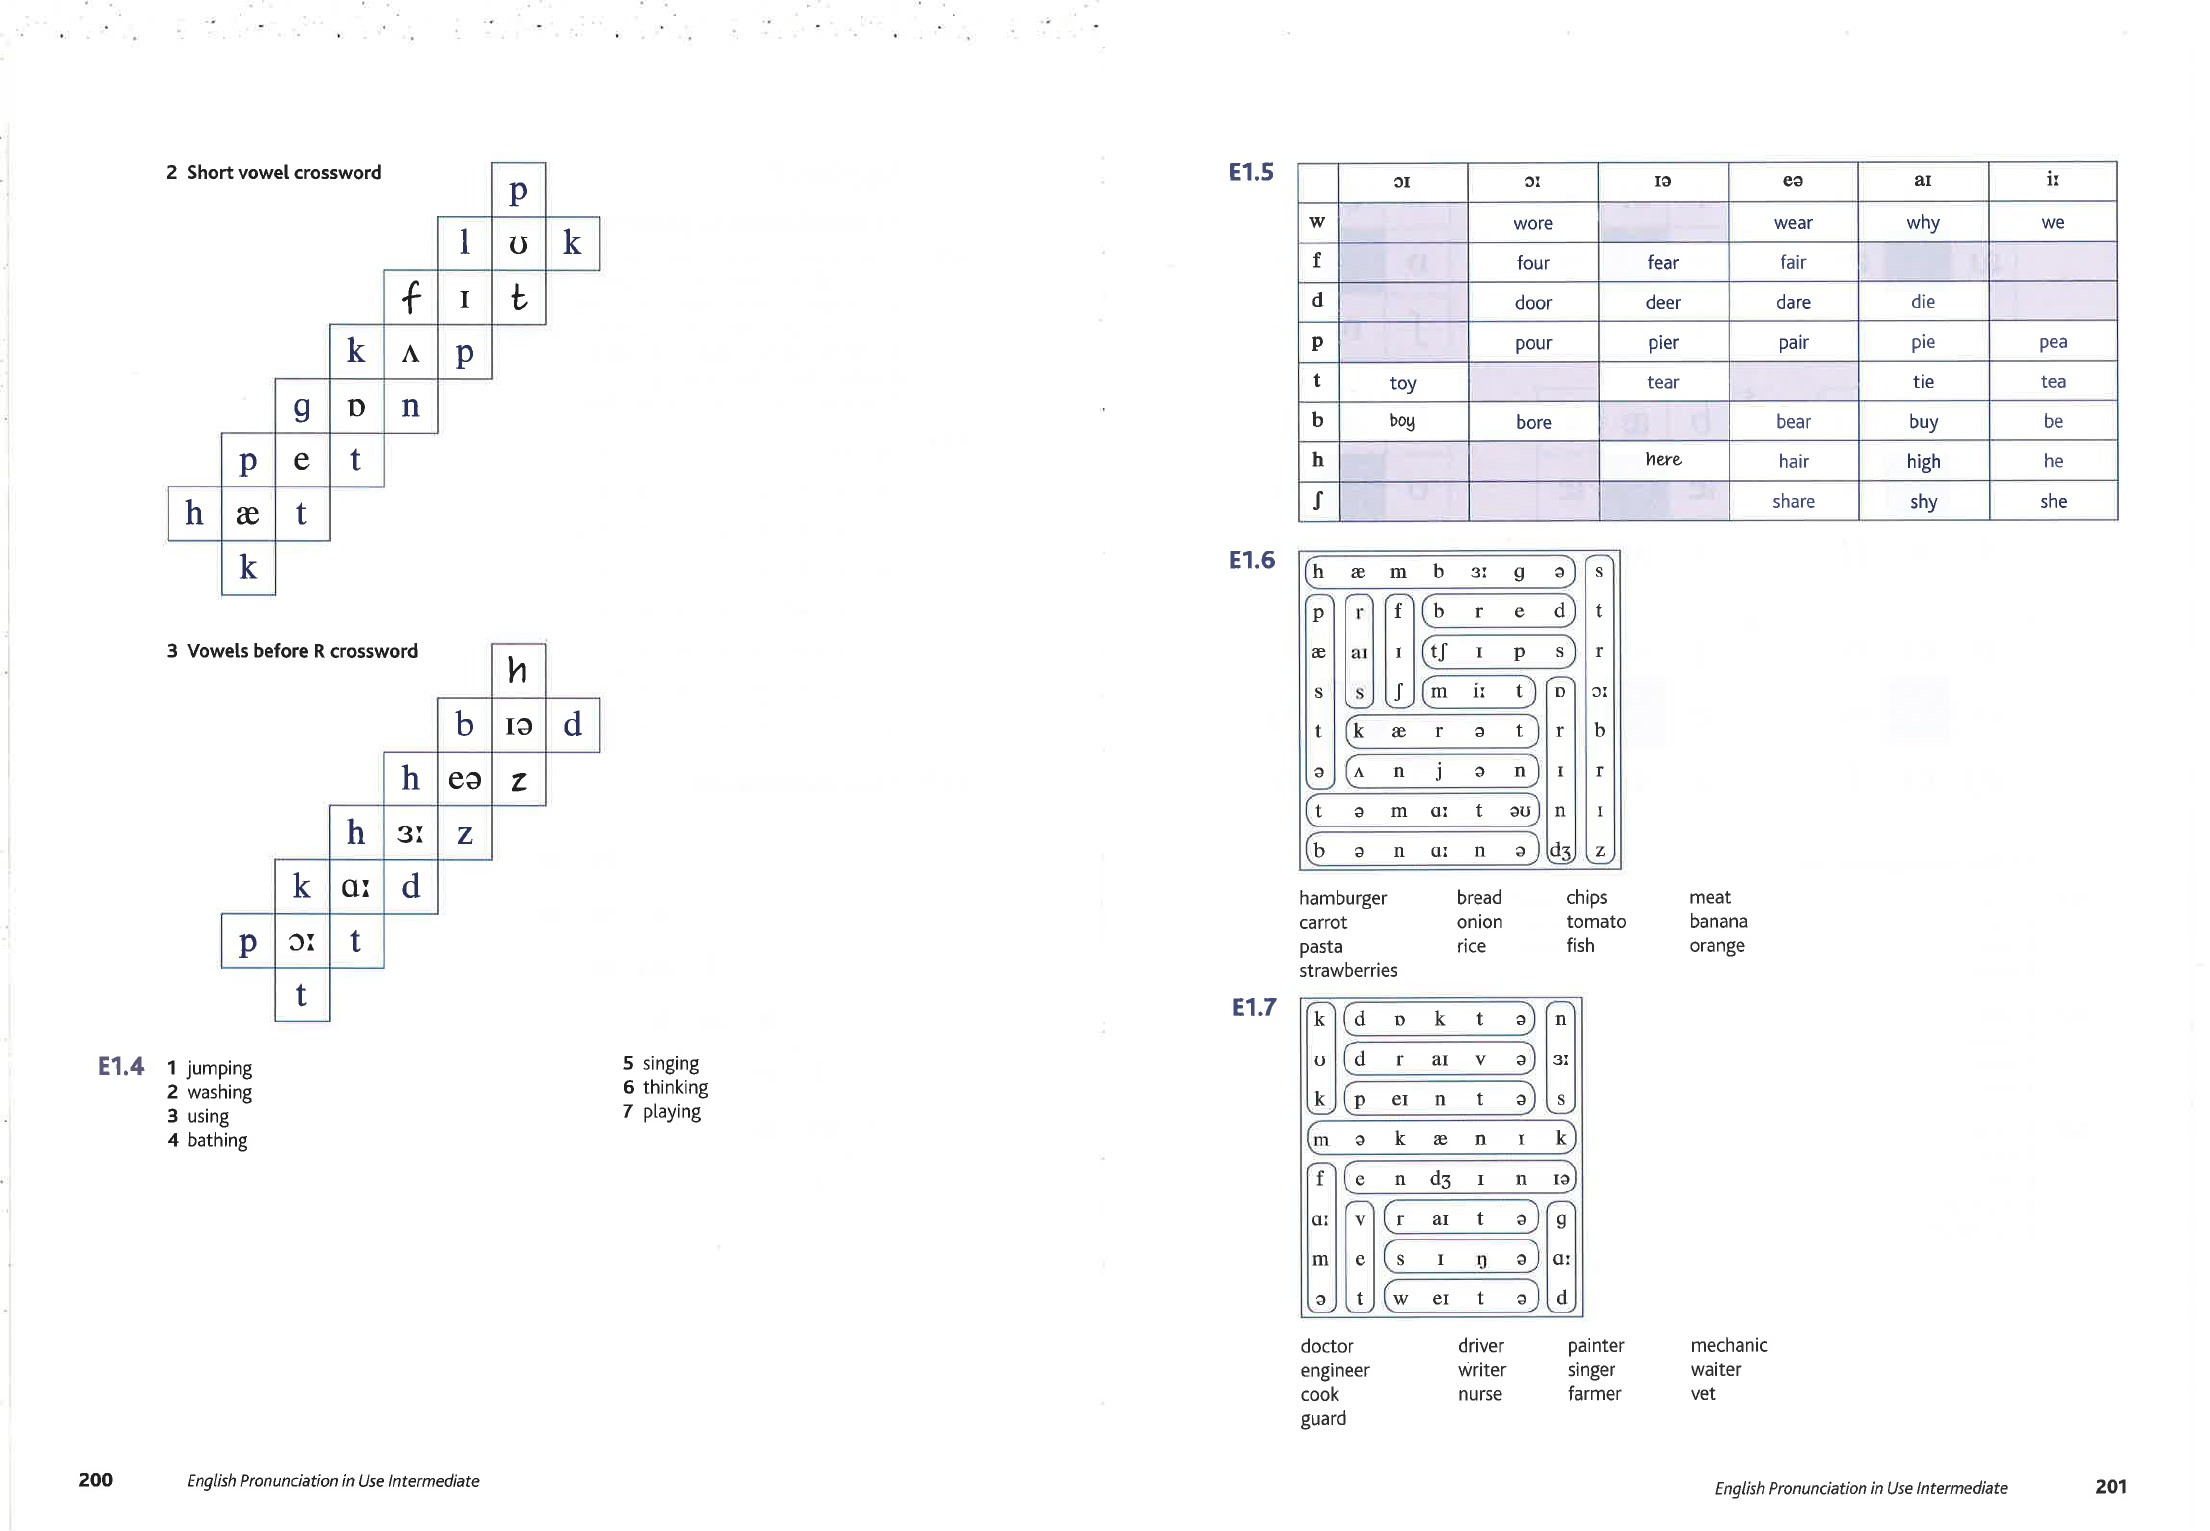 2 Short vowel crossword
p
l ʊ k
f ɪ t
k ʌ p
g ɒ n
p e t
h æ t
k
3 Vowels before R crossword
h
b ɪə d
h eə z
h ɜː z
k ɑː d
p ɔː t
t
E1.4 1 jumping
2 washing
3 using
4 bathing
5 singing
6 thinking
7 playing
200 English Pronunciation in Use Intermediate
E1.5
ɔɪ ɔː ɪə eə aɪ iː
w wore wear why we
f four fear fair
d door deer dare die
p pour pier pair pie pea
t toy tear tie tea
b boy bore bear buy be
h here hair high he
ʃ share shy she
E1.6
h æ m b ɜː g ə s
p r f b r e d t
æ aɪ ɪ tʃ ɪ p s r
s s ʃ m iː t ɒ ɔː
t k æ r ə t r b
ə ʌ n j ə n ɪ r
t ə m ɑː t əʊ n ɪ
b ə n ɑː n ə dʒ z
hamburger bread chips meat
carrot onion tomato banana
pasta rice fish orange
strawberries
E1.7
k d ɒ k t ə n
ʊ d r aɪ v ə ɜː
k p eɪ n t ə s
m ə k æ n ɪ k
f e n dʒ ɪ n ɪə
ɑː v r aɪ t ə g
m e s ɪ ŋ ə ɑː
ə t w eɪ t ə d
doctor driver painter mechanic
engineer writer singer waiter
cook nurse farmer vet
guard
English Pronunciation in Use Intermediate 201